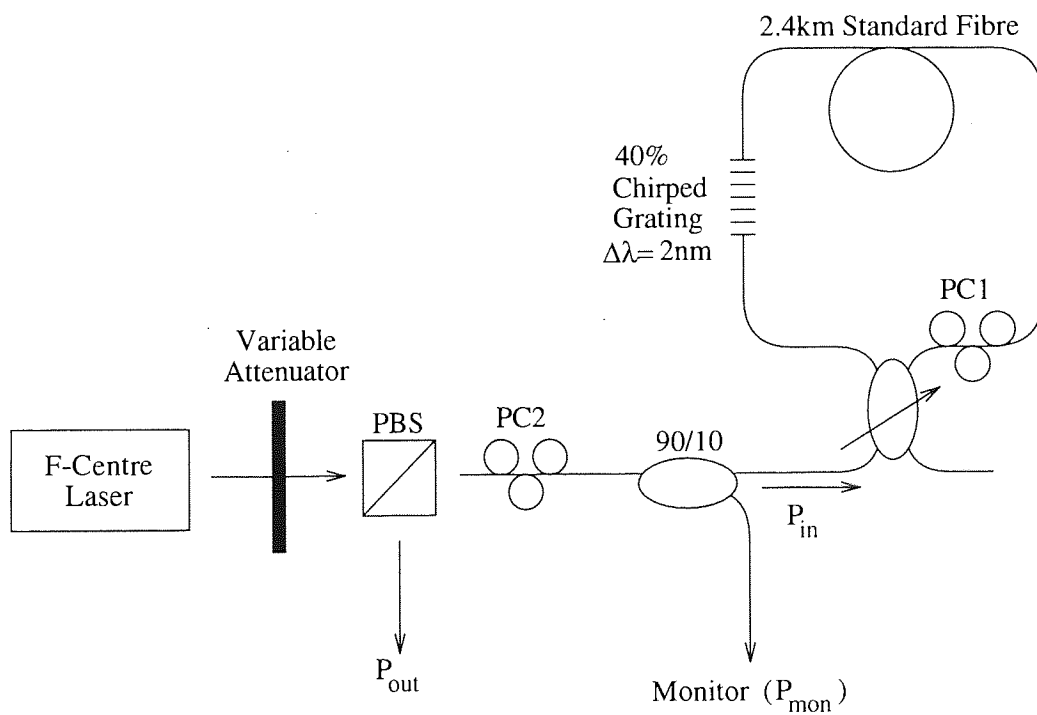 2.4km Standard Fibre
40%
Chirped
Grating
Δλ= 2nm
PC1
Variable
Attenuator
PBS
PC2
90/10
F-Centre
Laser
P_in
P_out
Monitor (P_mon)